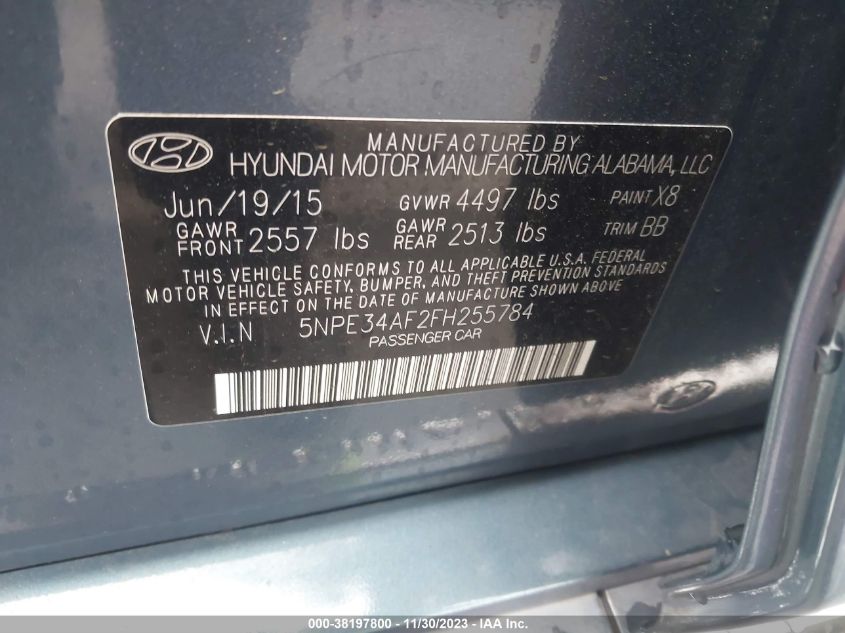 MANUFACTURED BY
HYUNDAI MOTOR MANUFACTURING ALABAMA, LLC
Jun/19/15 GVWR 4497 lbs PAINT X8
GAWR FRONT 2557 lbs GAWR REAR 2513 lbs TRIM BB
THIS VEHICLE CONFORMS TO ALL APPLICABLE U.S.A. FEDERAL
MOTOR VEHICLE SAFETY, BUMPER, AND THEFT PREVENTION STANDARDS
IN EFFECT ON THE DATE OF MANUFACTURE SHOWN ABOVE
V.I.N 5NPE34AF2FH255784
PASSENGER CAR
000-38197800 - 11/30/2023 - IAA Inc.